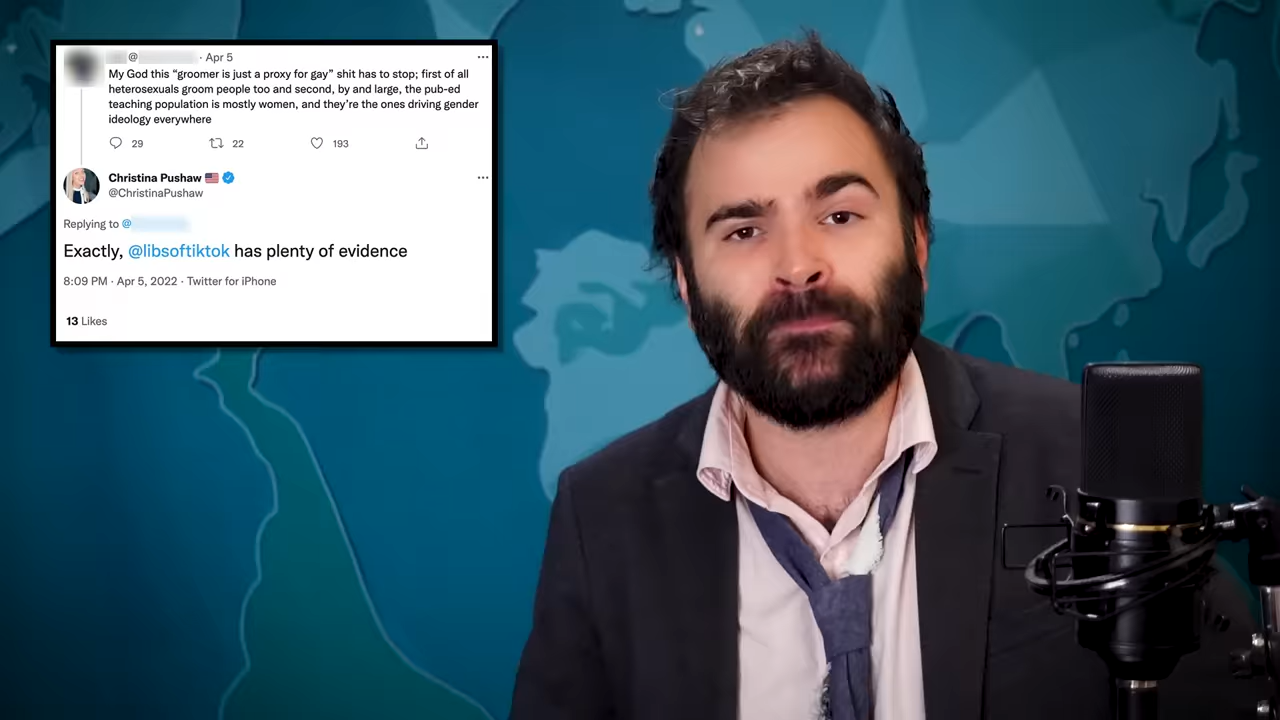 @ · Apr 5
My God this “groomer is just a proxy for gay” shit has to stop; first of all
heterosexuals groom people too and second, by and large, the pub-ed
teaching population is mostly women, and they’re the ones driving gender
ideology everywhere
29 22 193
Christina Pushaw
@ChristinaPushaw
Replying to @
Exactly, @libsoftiktok has plenty of evidence
8:09 PM · Apr 5, 2022 · Twitter for iPhone
13 Likes